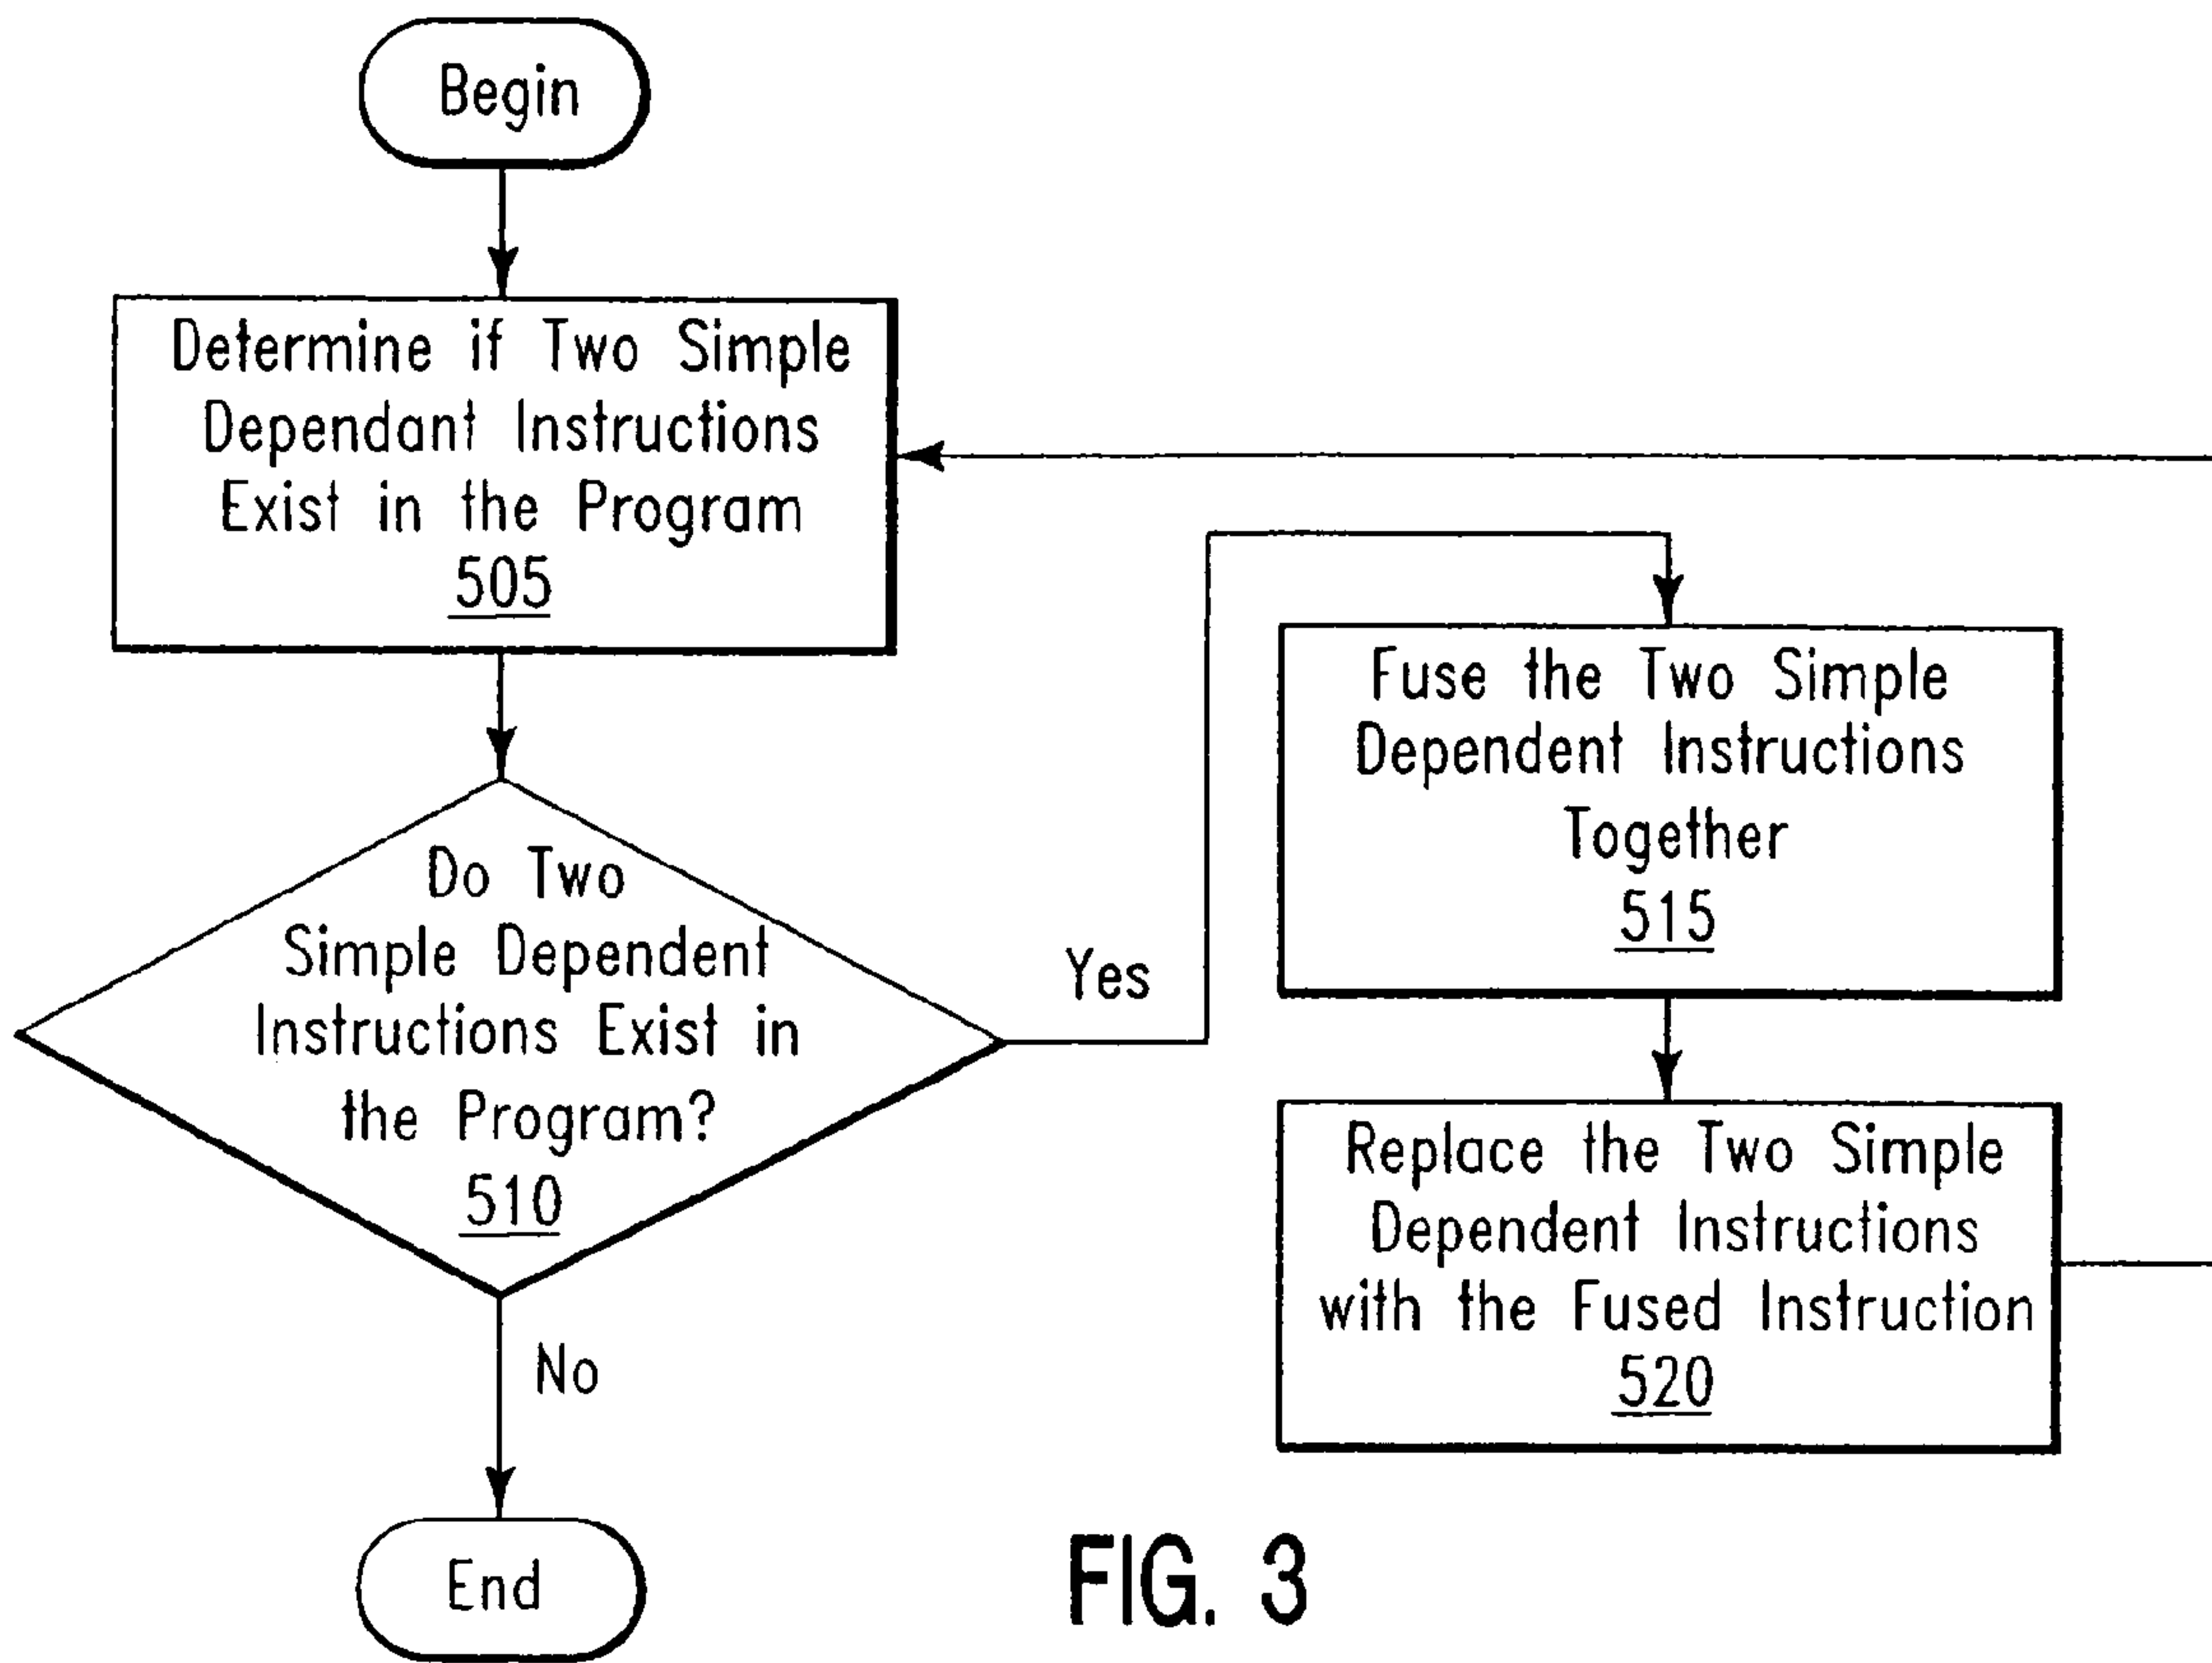 Begin
Determine if Two Simple
Dependant Instructions
Exist in the Program
505
Do Two
Simple Dependent
Instructions Exist in
the Program?
510
Yes
No
End
Fuse the Two Simple
Dependent Instructions
Together
515
Replace the Two Simple
Dependent Instructions
with the Fused Instruction
520
FIG. 3